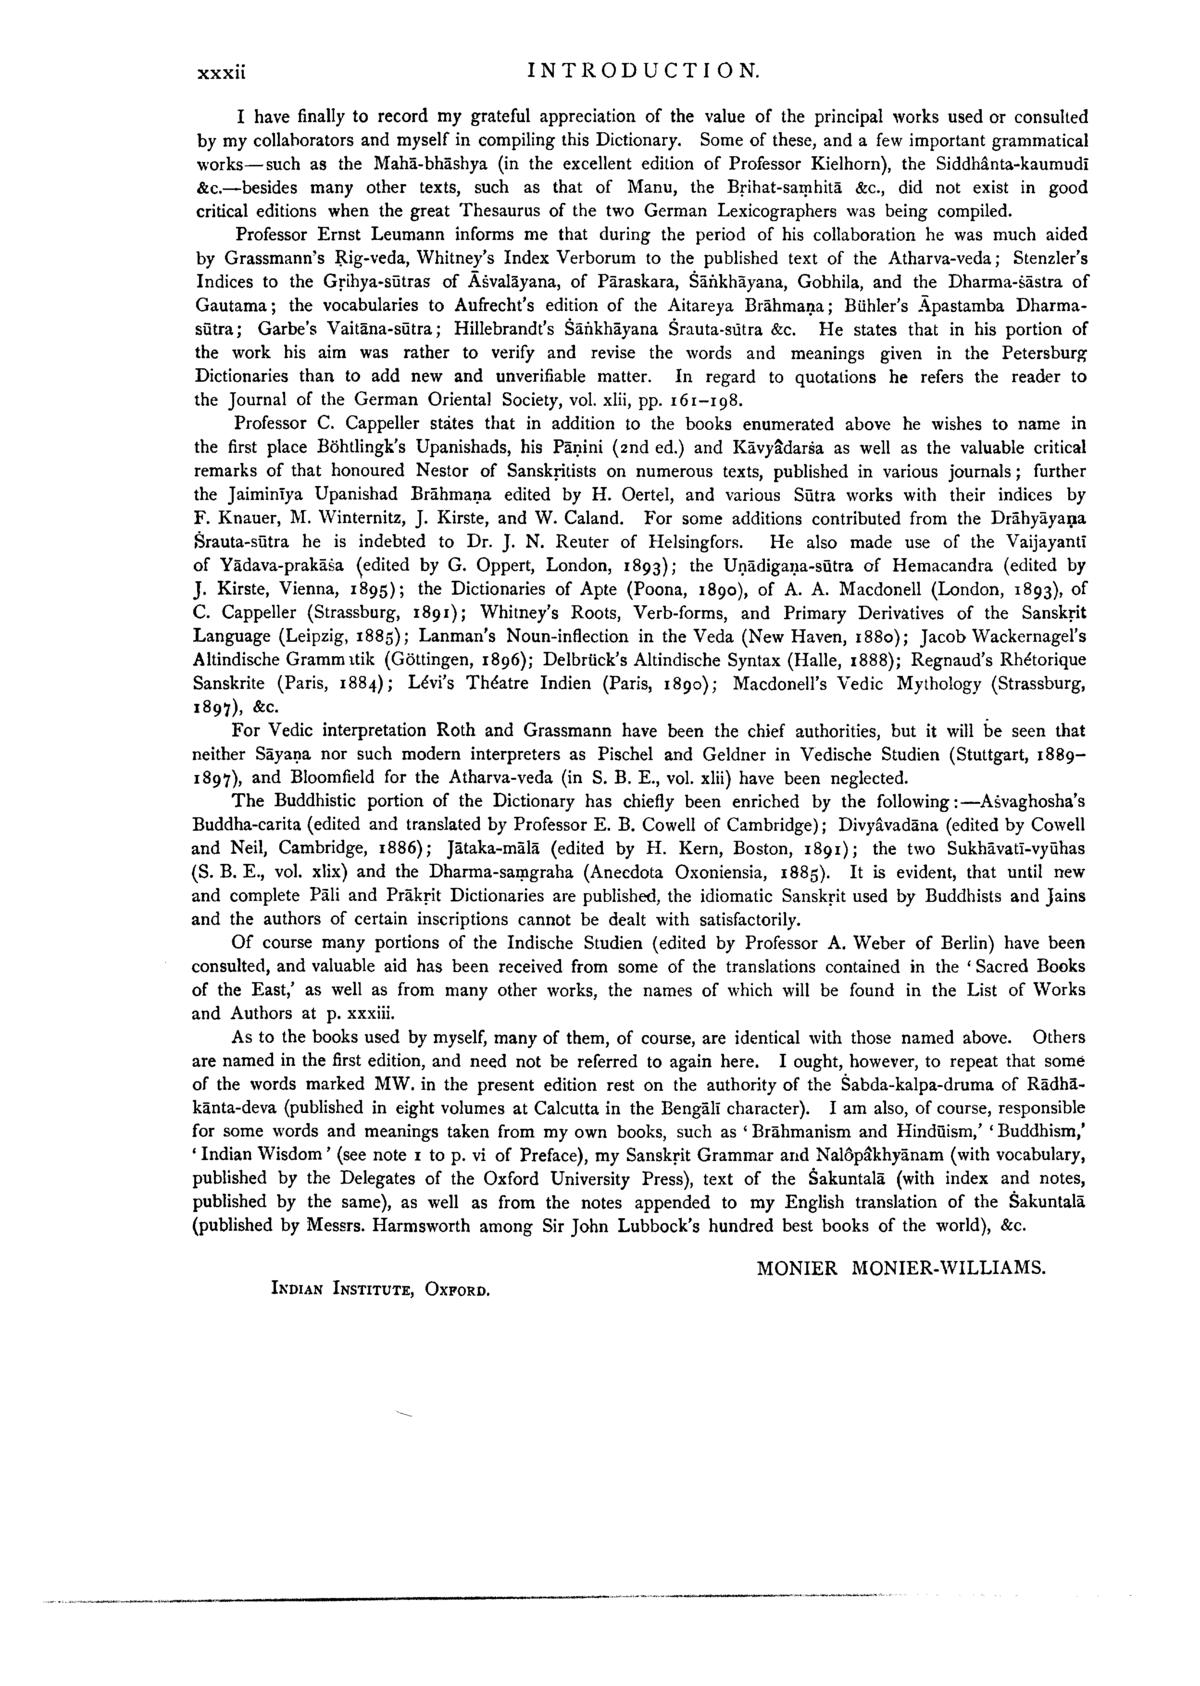 xxxii
INTRODUCTION.
I have finally to record my grateful appreciation of the value of the principal works used or consulted
by my collaborators and myself in compiling this Dictionary. Some of these, and a few important grammatical
works—such as the Mahā-bhāshya (in the excellent edition of Professor Kielhorn), the Siddhânta-kaumudī
&c.—besides many other texts, such as that of Manu, the Bṛihat-saṃhitā &c., did not exist in good
critical editions when the great Thesaurus of the two German Lexicographers was being compiled.
Professor Ernst Leumann informs me that during the period of his collaboration he was much aided
by Grassmann's Ṛig-veda, Whitney's Index Verborum to the published text of the Atharva-veda; Stenzler's
Indices to the Gṛihya-sūtras of Āśvalāyana, of Pāraskara, Śāṅkhāyana, Gobhila, and the Dharma-śāstra of
Gautama; the vocabularies to Aufrecht's edition of the Aitareya Brāhmaṇa; Bühler's Āpastamba Dharma-
sūtra; Garbe's Vaitāna-sūtra; Hillebrandt's Śāṅkhāyana Śrauta-sūtra &c. He states that in his portion of
the work his aim was rather to verify and revise the words and meanings given in the Petersburg
Dictionaries than to add new and unverifiable matter. In regard to quotations he refers the reader to
the Journal of the German Oriental Society, vol. xlii, pp. 161–198.
Professor C. Cappeller states that in addition to the books enumerated above he wishes to name in
the first place Böhtlingk's Upanishads, his Pāṇini (2nd ed.) and Kāvyâdarśa as well as the valuable critical
remarks of that honoured Nestor of Sanskṛitists on numerous texts, published in various journals; further
the Jaiminīya Upanishad Brāhmaṇa edited by H. Oertel, and various Sūtra works with their indices by
F. Knauer, M. Winternitz, J. Kirste, and W. Caland. For some additions contributed from the Drāhyāyaṇa
Śrauta-sūtra he is indebted to Dr. J. N. Reuter of Helsingfors. He also made use of the Vaijayantī
of Yādava-prakāśa (edited by G. Oppert, London, 1893); the Uṇādigaṇa-sūtra of Hemacandra (edited by
J. Kirste, Vienna, 1895); the Dictionaries of Apte (Poona, 1890), of A. A. Macdonell (London, 1893), of
C. Cappeller (Strassburg, 1891); Whitney's Roots, Verb-forms, and Primary Derivatives of the Sanskṛit
Language (Leipzig, 1885); Lanman's Noun-inflection in the Veda (New Haven, 1880); Jacob Wackernagel's
Altindische Grammatik (Göttingen, 1896); Delbrück's Altindische Syntax (Halle, 1888); Regnaud's Rhétorique
Sanskrite (Paris, 1884); Lévi's Théatre Indien (Paris, 1890); Macdonell's Vedic Mythology (Strassburg,
1897), &c.
For Vedic interpretation Roth and Grassmann have been the chief authorities, but it will be seen that
neither Sāyaṇa nor such modern interpreters as Pischel and Geldner in Vedische Studien (Stuttgart, 1889–
1897), and Bloomfield for the Atharva-veda (in S. B. E., vol. xlii) have been neglected.
The Buddhistic portion of the Dictionary has chiefly been enriched by the following:—Aśvaghosha's
Buddha-carita (edited and translated by Professor E. B. Cowell of Cambridge); Divyâvadāna (edited by Cowell
and Neil, Cambridge, 1886); Jātaka-mālā (edited by H. Kern, Boston, 1891); the two Sukhāvatī-vyūhas
(S. B. E., vol. xlix) and the Dharma-saṃgraha (Anecdota Oxoniensia, 1885). It is evident, that until new
and complete Pāli and Prākṛit Dictionaries are published, the idiomatic Sanskṛit used by Buddhists and Jains
and the authors of certain inscriptions cannot be dealt with satisfactorily.
Of course many portions of the Indische Studien (edited by Professor A. Weber of Berlin) have been
consulted, and valuable aid has been received from some of the translations contained in the ‘Sacred Books
of the East,’ as well as from many other works, the names of which will be found in the List of Works
and Authors at p. xxxiii.
As to the books used by myself, many of them, of course, are identical with those named above. Others
are named in the first edition, and need not be referred to again here. I ought, however, to repeat that some
of the words marked MW. in the present edition rest on the authority of the Śabda-kalpa-druma of Rādhā-
kānta-deva (published in eight volumes at Calcutta in the Bengālī character). I am also, of course, responsible
for some words and meanings taken from my own books, such as ‘Brāhmanism and Hindūism,’ ‘Buddhism,’
‘Indian Wisdom’ (see note 1 to p. vi of Preface), my Sanskṛit Grammar and Nalôpâkhyānam (with vocabulary,
published by the Delegates of the Oxford University Press), text of the Śakuntalā (with index and notes,
published by the same), as well as from the notes appended to my English translation of the Śakuntalā
(published by Messrs. Harmsworth among Sir John Lubbock's hundred best books of the world), &c.
MONIER MONIER-WILLIAMS.
INDIAN INSTITUTE, OXFORD.